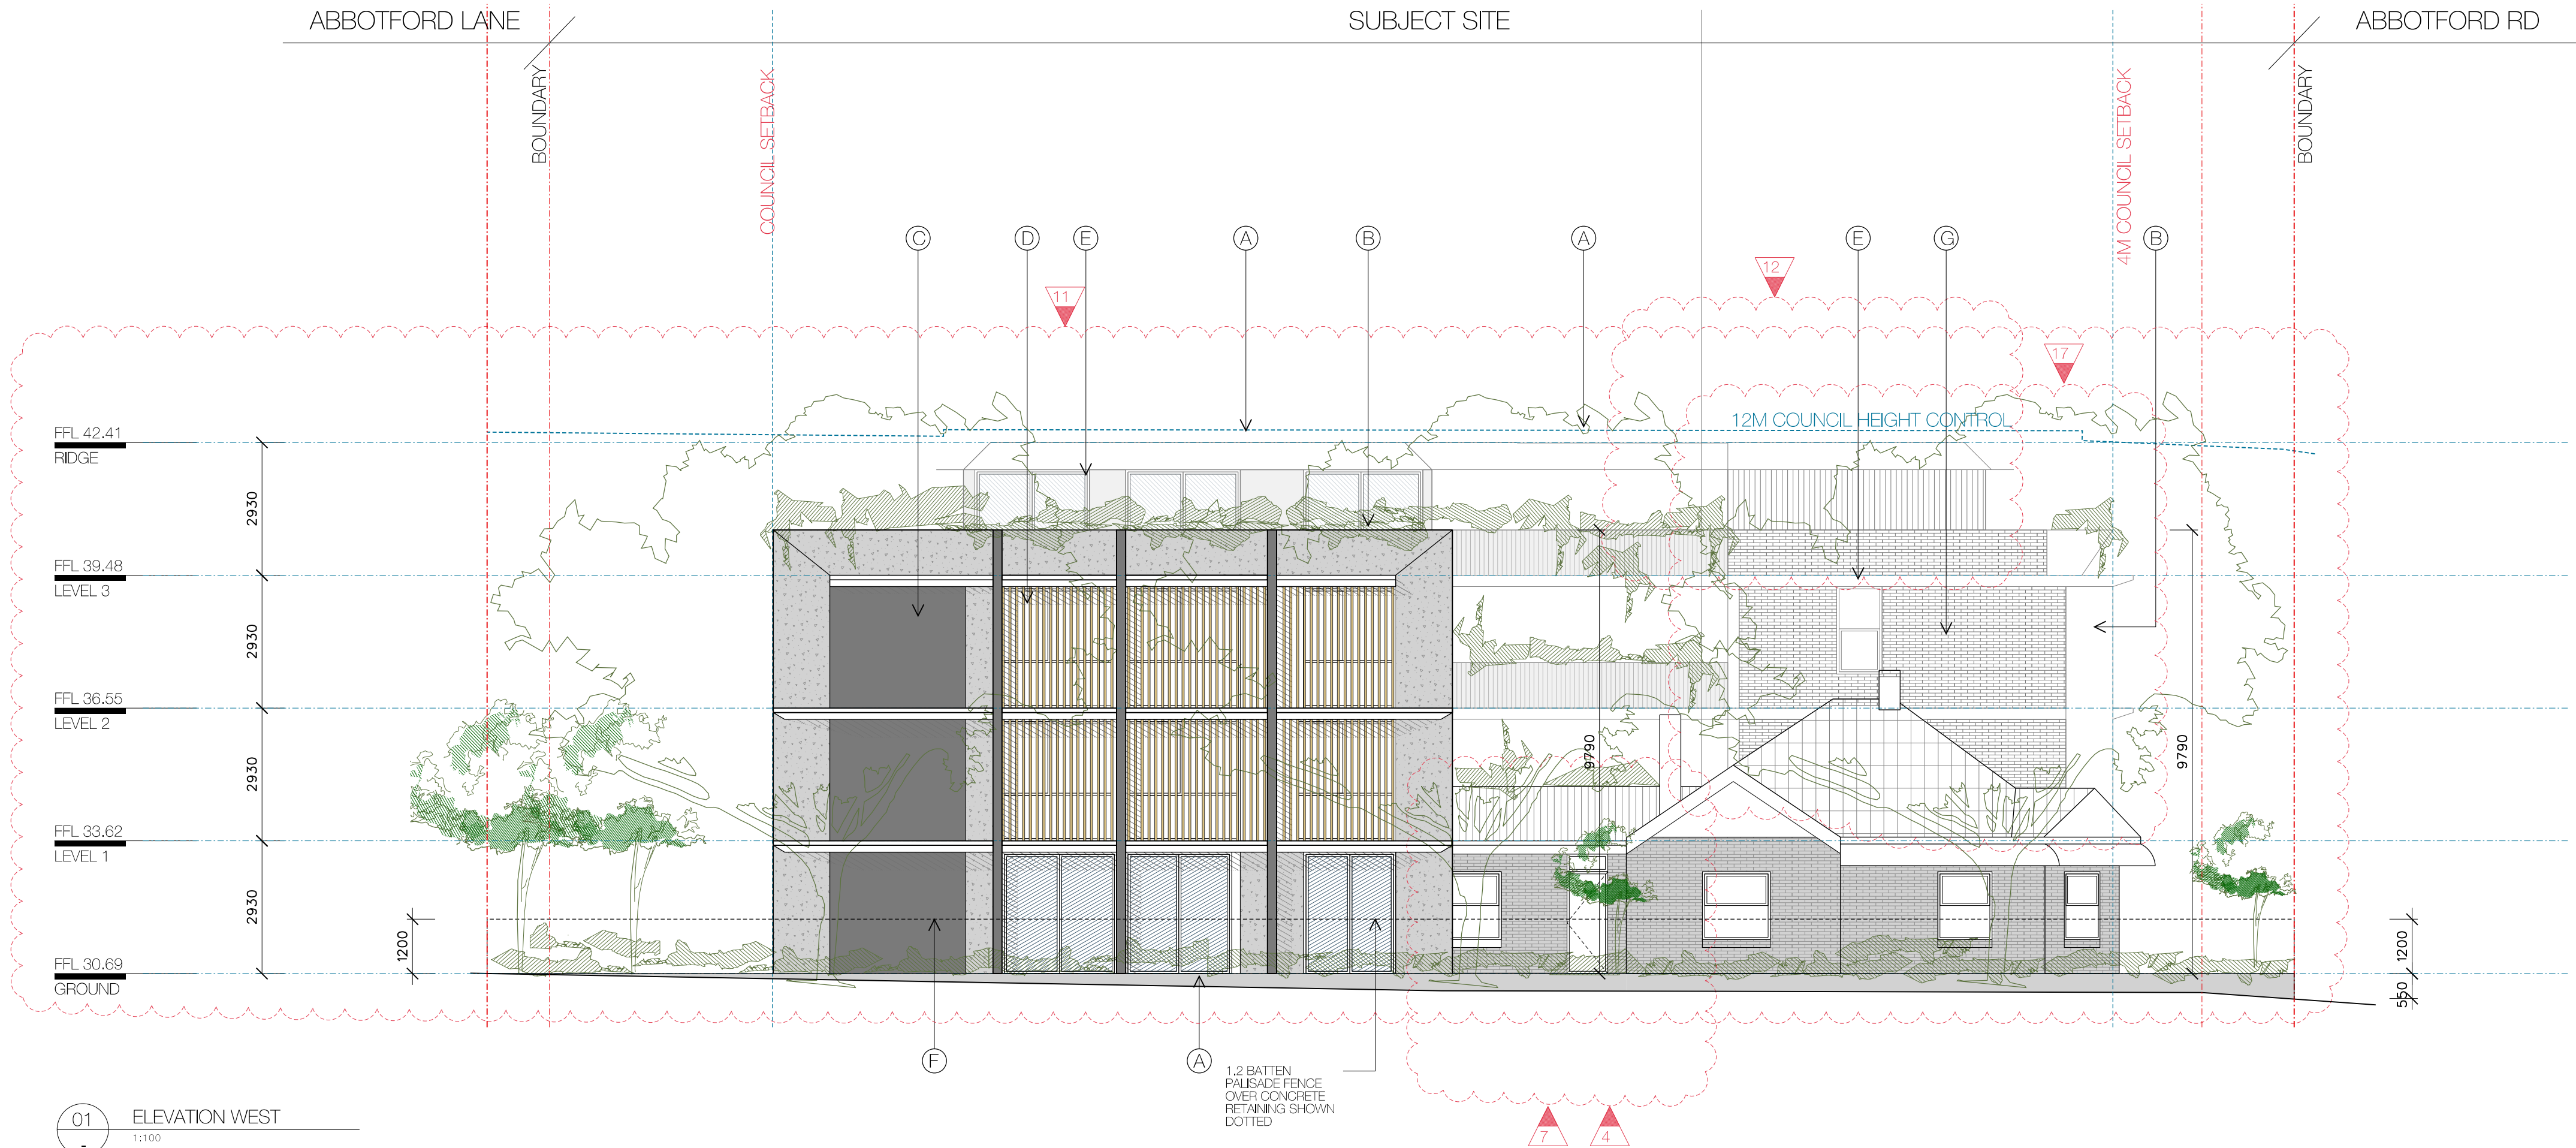 ABBOTFORD LANE
SUBJECT SITE
ABBOTFORD RD
BOUNDARY
COUNCIL SETBACK
4M COUNCIL SETBACK
BOUNDARY
C
D
E
A
B
A
E
G
B
11
12
17
12M COUNCIL HEIGHT CONTROL
FFL 42.41
RIDGE
2930
FFL 39.48
LEVEL 3
2930
FFL 36.55
LEVEL 2
2930
9790
9790
FFL 33.62
LEVEL 1
2930
1200
1200
FFL 30.69
GROUND
550
F
A
1.2 BATTEN
PALISADE FENCE
OVER CONCRETE
RETAINING SHOWN
DOTTED
7
4
01
-
ELEVATION WEST
1:100